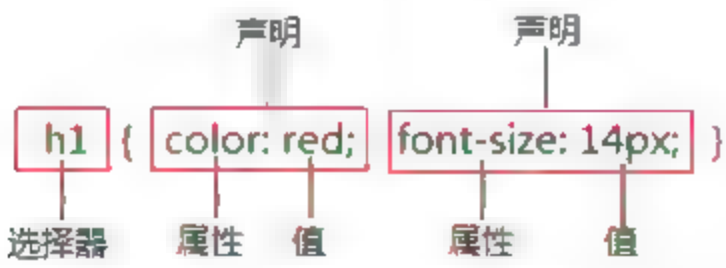 声明 声明
h1 { color: red; font-size: 14px; }
选择器 属性 值 属性 值